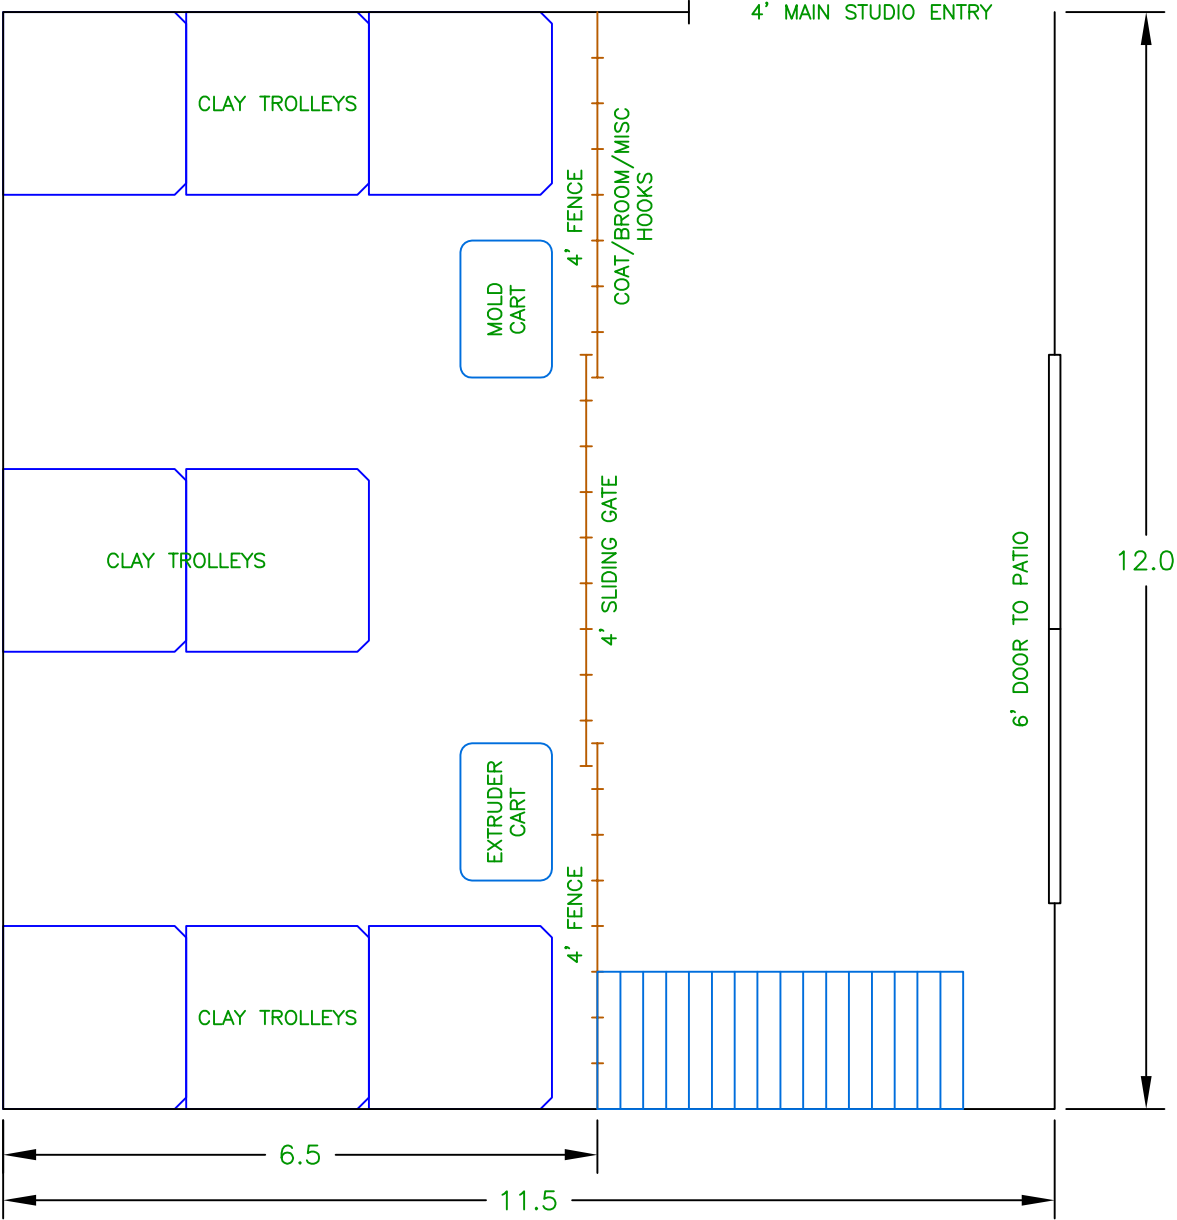 4' MAIN STUDIO ENTRY
CLAY TROLLEYS
4' FENCE
COAT/BROOM/MISC
HOOKS
MOLD
CART
CLAY TROLLEYS
4' SLIDING GATE
6' DOOR TO PATIO
12.0
EXTRUDER
CART
4' FENCE
CLAY TROLLEYS
6.5
11.5